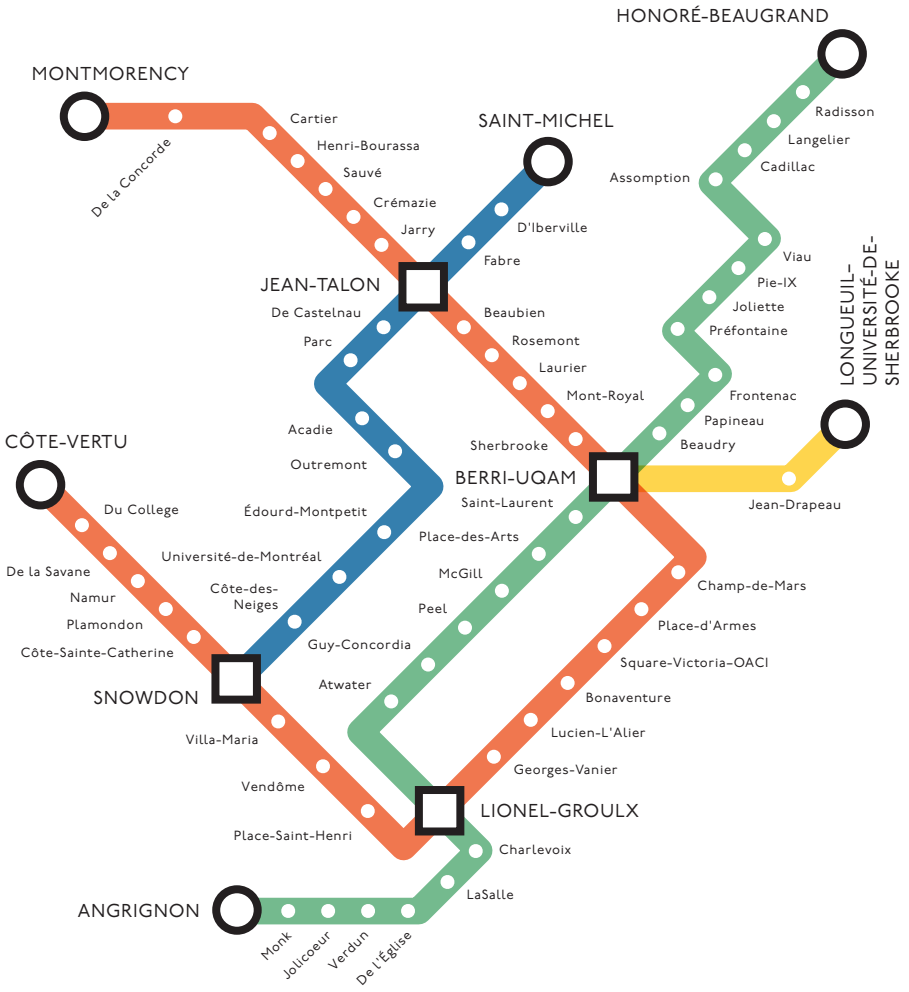 HONORÉ-BEAUGRAND
MONTMORENCY
Cartier
Radisson
SAINT-MICHEL
Langelier
Henri-Bourassa
De la Concorde
Cadillac
Sauvé
Assomption
Crémazie
D'Iberville
Jarry
Fabre
Viau
JEAN-TALON
Pie-IX
LONGUEUIL-
UNIVERSITÉ-DE-
SHERBROOKE
De Castelnau
Beaubien
Joliette
Parc
Rosemont
Préfontaine
Laurier
Mont-Royal
Frontenac
Acadie
Papineau
CÔTE-VERTU
Sherbrooke
Beaudry
Outremont
BERRI-UQAM
Du College
Édourd-Montpetit
Saint-Laurent
Jean-Drapeau
Place-des-Arts
Université-de-Montréal
De la Savane
McGill
Côte-des-
Neiges
Champ-de-Mars
Namur
Peel
Plamondon
Place-d'Armes
Guy-Concordia
Côte-Sainte-Catherine
Square-Victoria–OACI
Atwater
SNOWDON
Bonaventure
Villa-Maria
Lucien-L'Alier
Georges-Vanier
Vendôme
LIONEL-GROULX
Place-Saint-Henri
Charlevoix
LaSalle
ANGRIGNON
Monk
Jolicoeur
Verdun
De l'Église